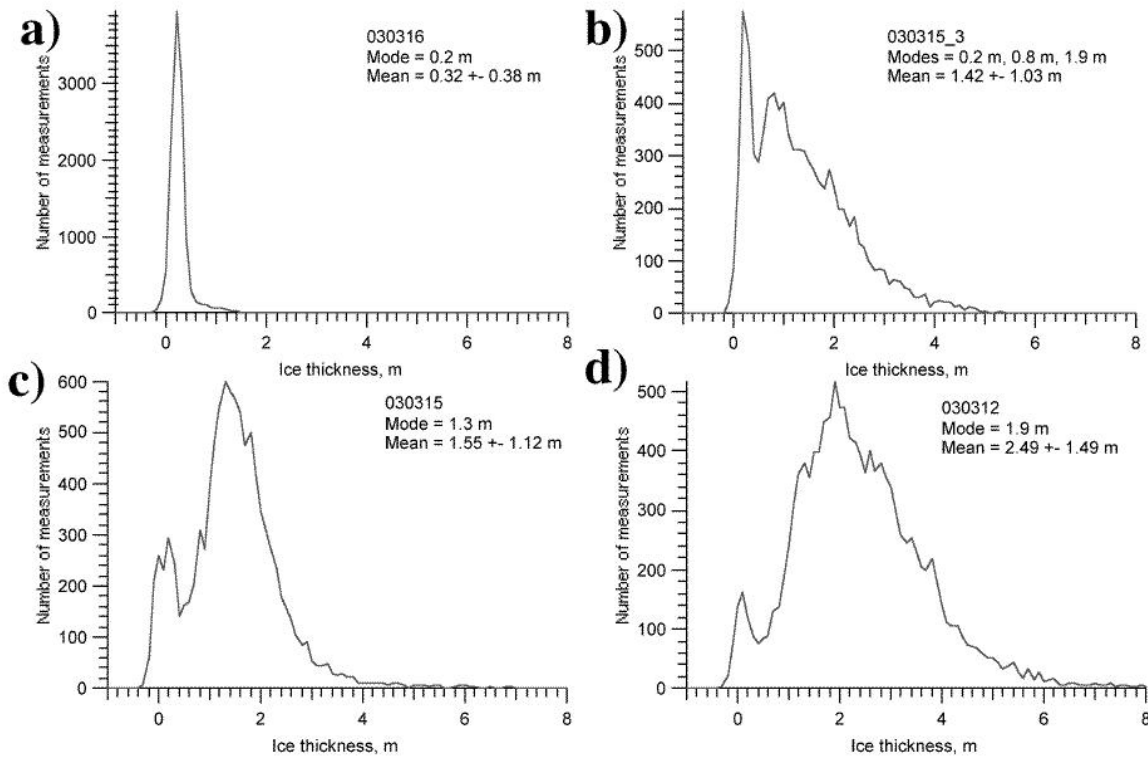 a)
030316
Mode = 0.2 m
Mean = 0.32 +- 0.38 m
Number of measurements
3000
2000
1000
0
0 2 4 6 8
Ice thickness, m
b)
030315_3
Modes = 0.2 m, 0.8 m, 1.9 m
Mean = 1.42 +- 1.03 m
Number of measurements
500
400
300
200
100
0
0 2 4 6 8
Ice thickness, m
c)
030315
Mode = 1.3 m
Mean = 1.55 +- 1.12 m
Number of measurements
600
500
400
300
200
100
0
0 2 4 6 8
Ice thickness, m
d)
030312
Mode = 1.9 m
Mean = 2.49 +- 1.49 m
Number of measurements
500
400
300
200
100
0
0 2 4 6 8
Ice thickness, m